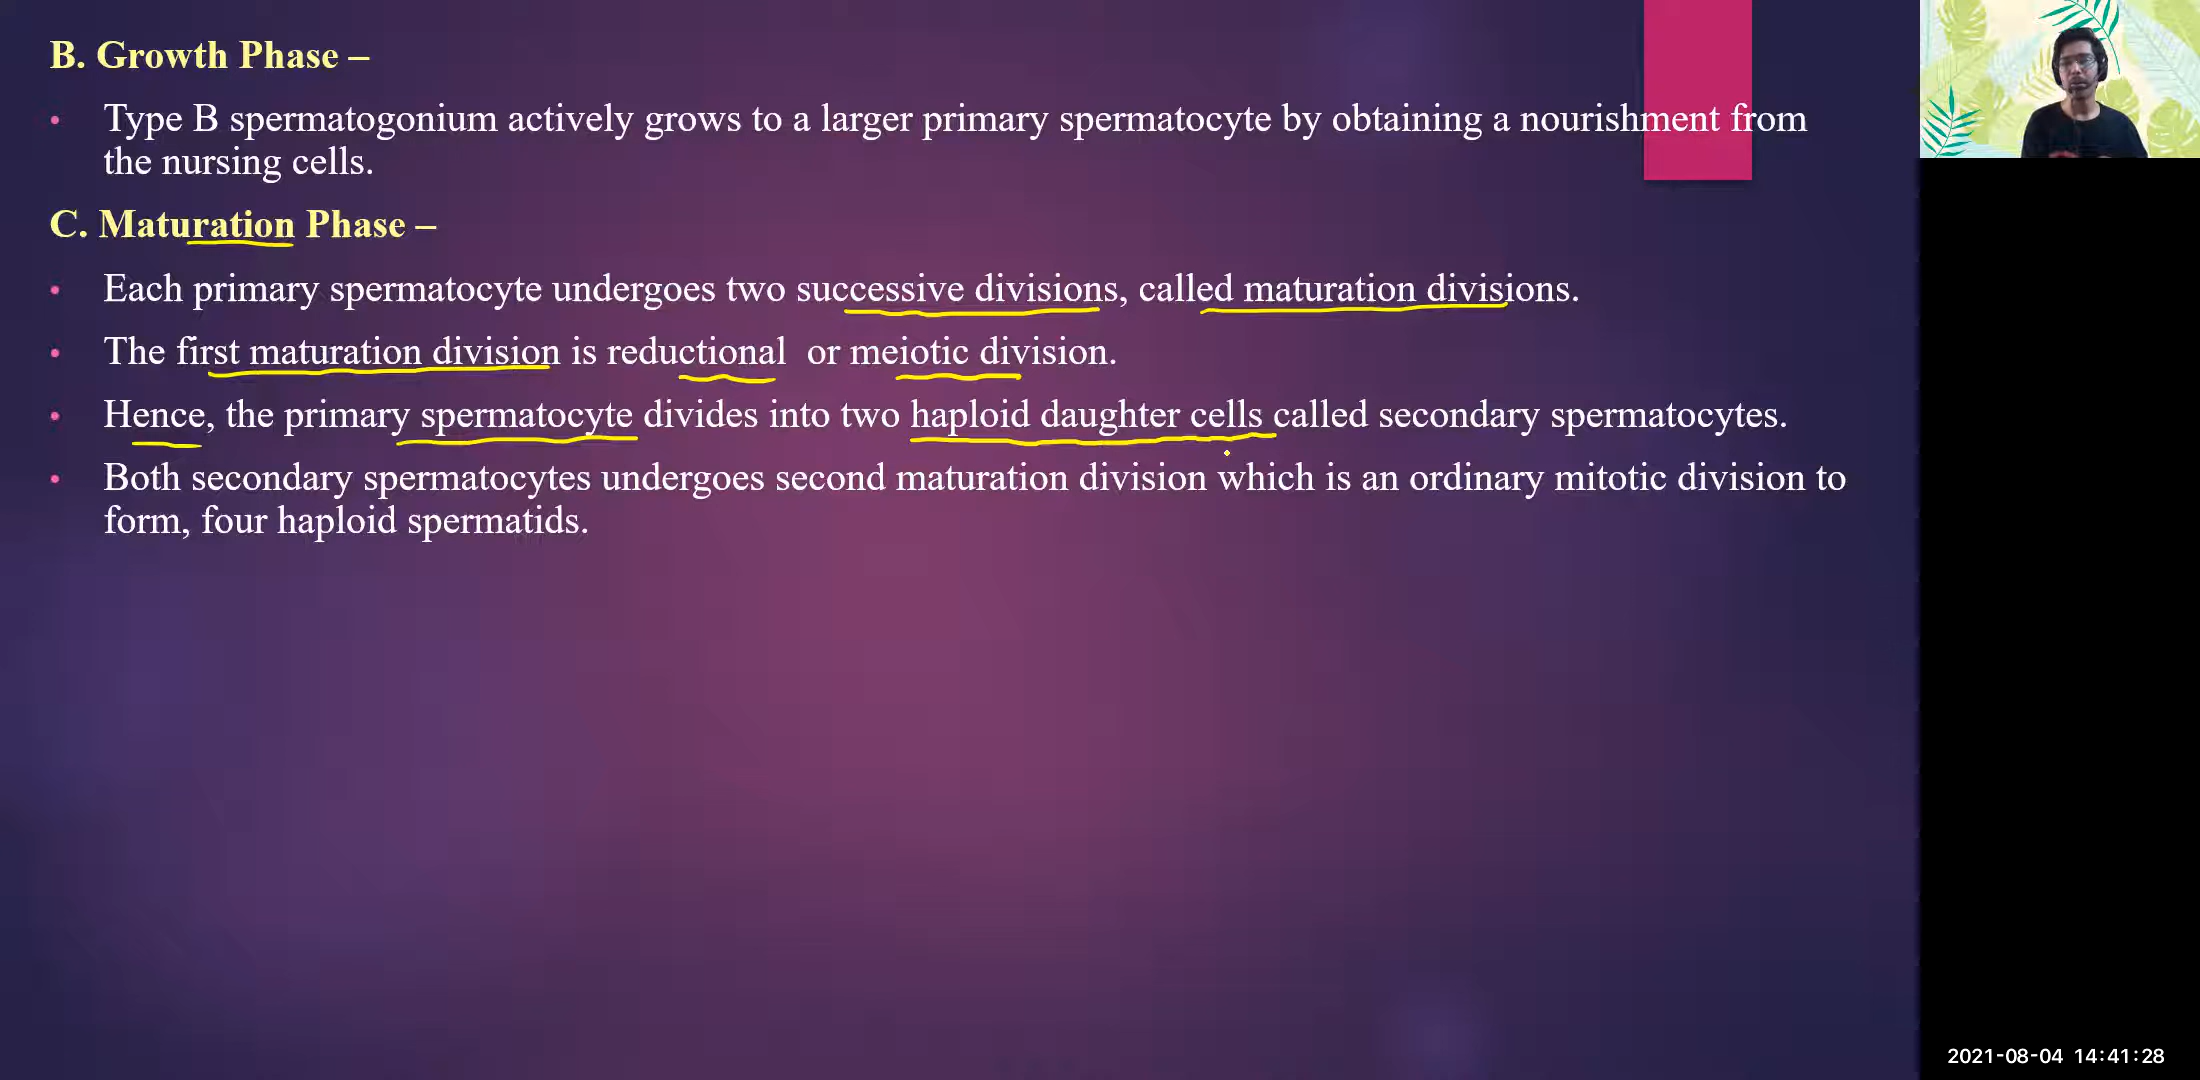 B. Growth Phase –
• Type B spermatogonium actively grows to a larger primary spermatocyte by obtaining a nourishment from
the nursing cells.
C. Maturation Phase –
• Each primary spermatocyte undergoes two successive divisions, called maturation divisions.
• The first maturation division is reductional or meiotic division.
• Hence, the primary spermatocyte divides into two haploid daughter cells called secondary spermatocytes.
• Both secondary spermatocytes undergoes second maturation division which is an ordinary mitotic division to
form, four haploid spermatids.
2021-08-04 14:41:28